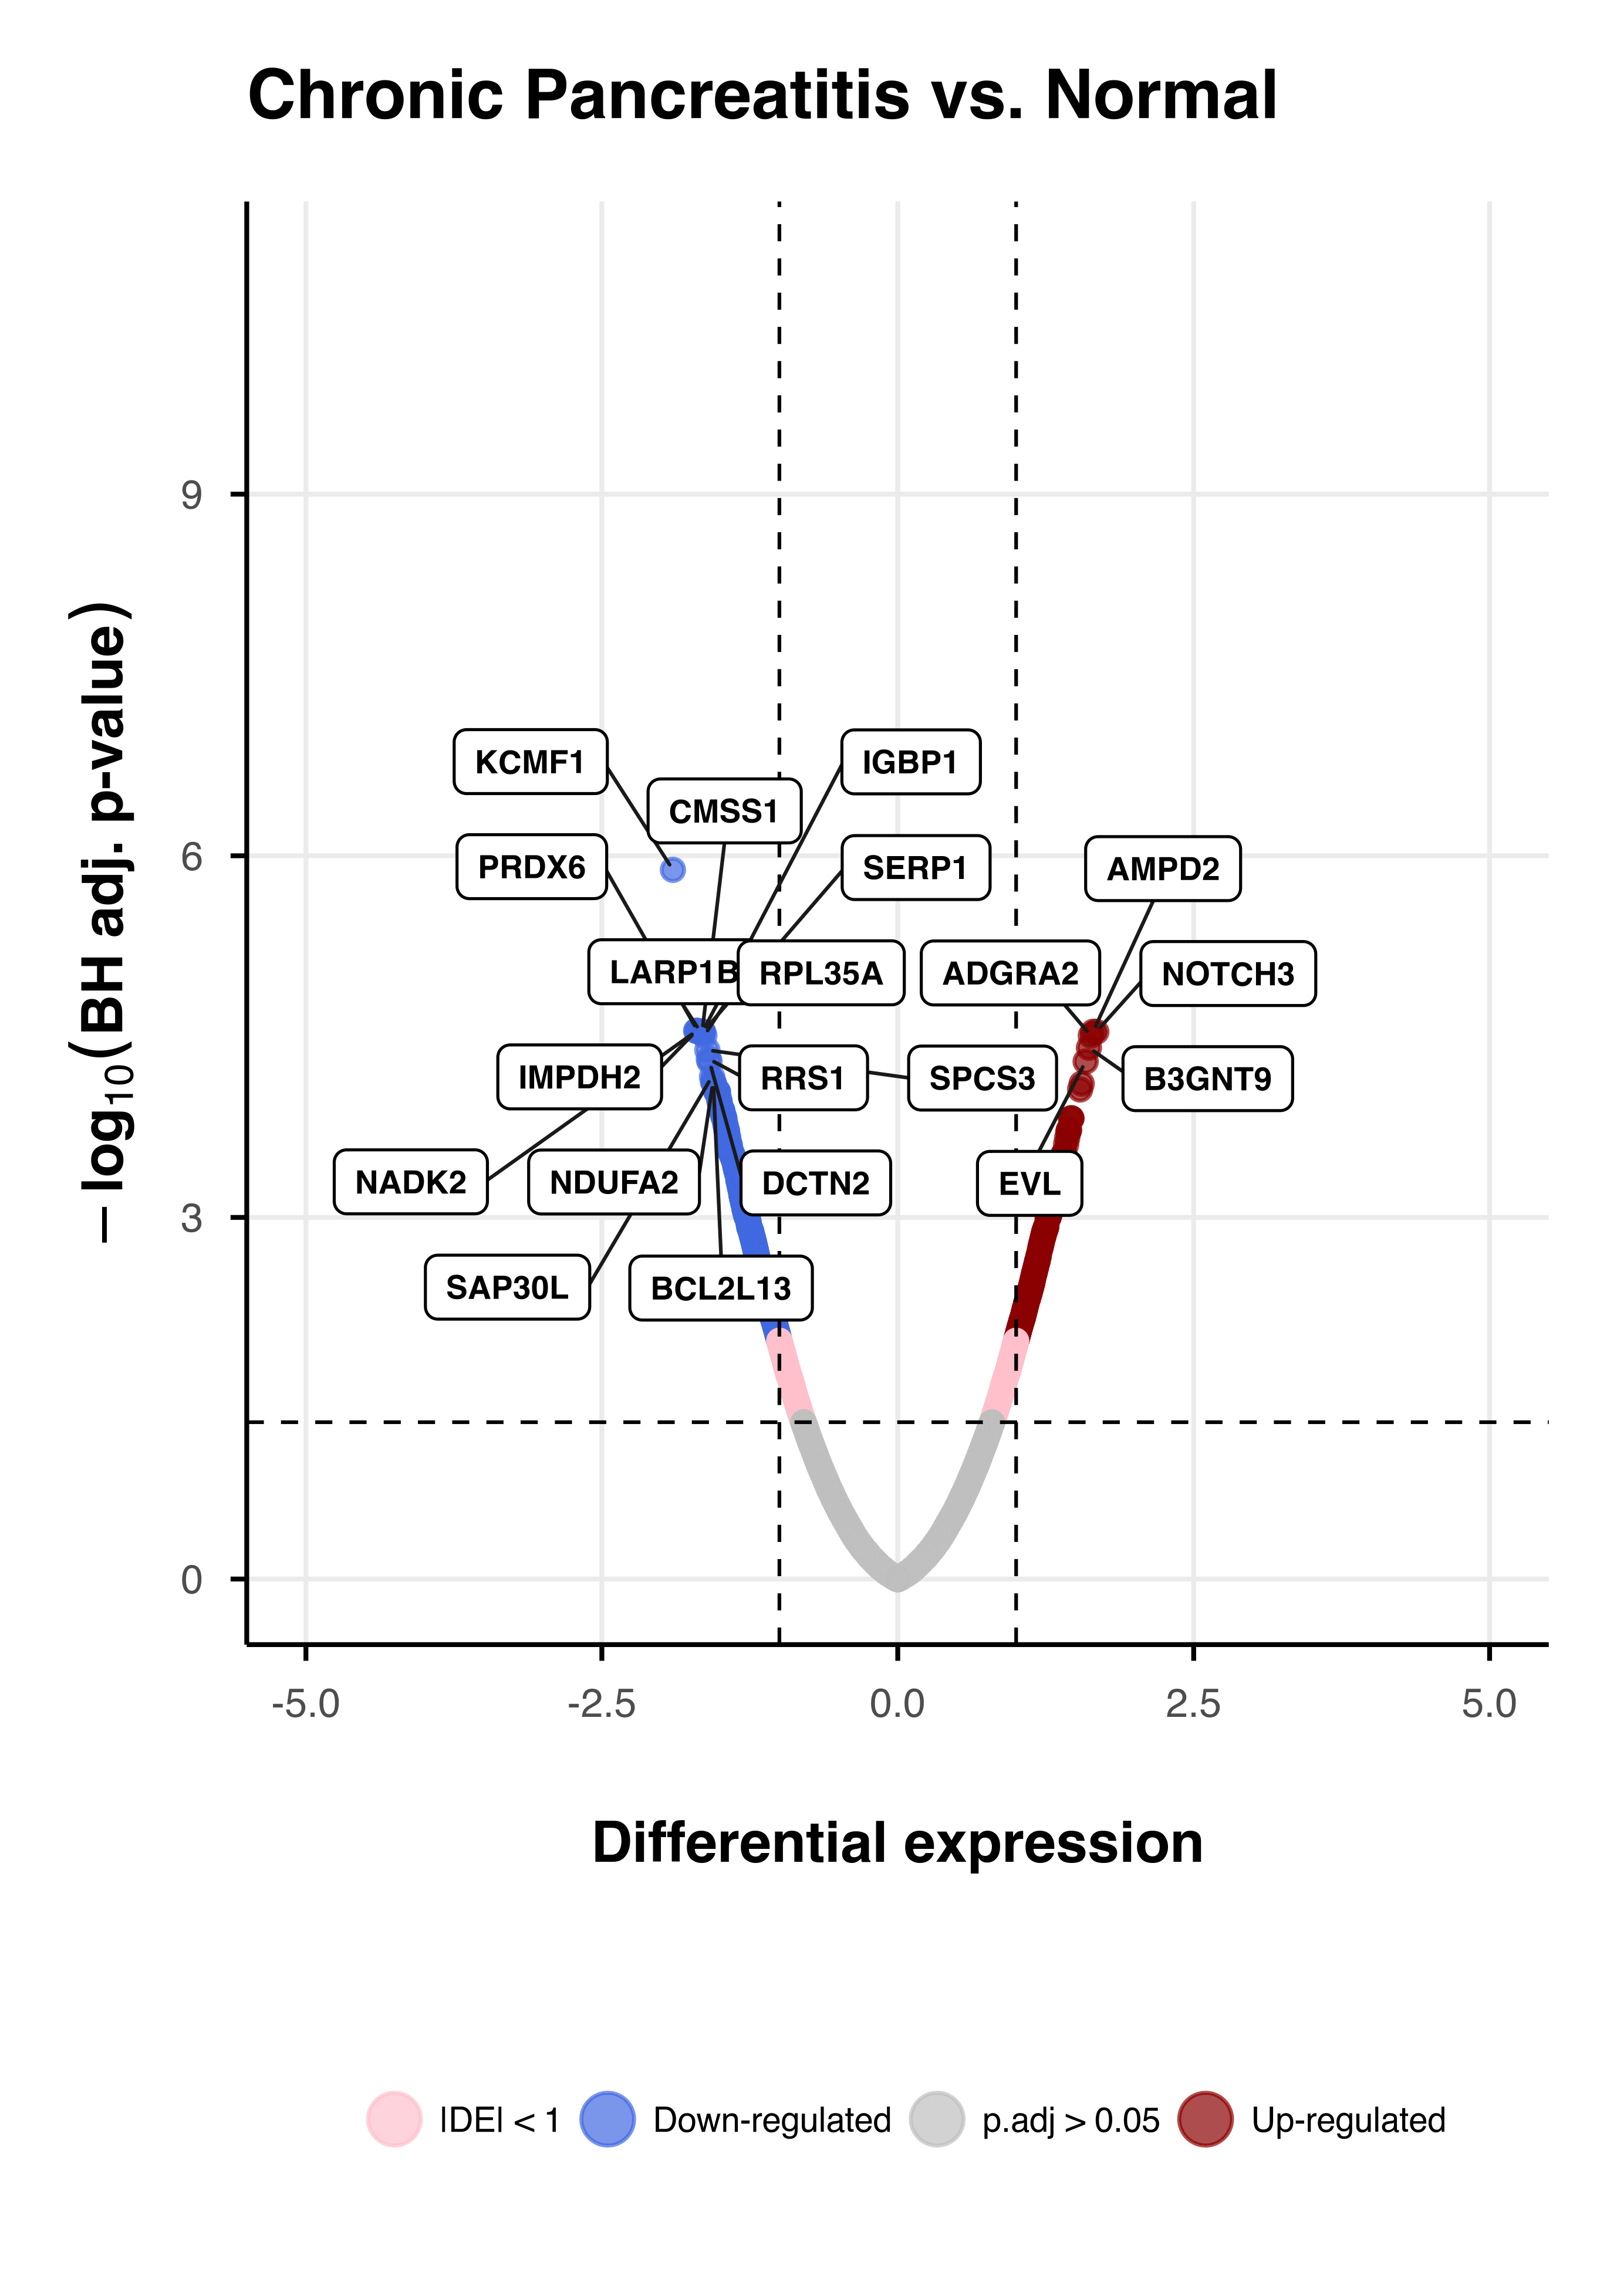 Chronic Pancreatitis vs. Normal
− log10(BH adj. p-value)
9
6
3
0
KCMF1
IGBP1
CMSS1
PRDX6
SERP1
AMPD2
LARP1B
RPL35A
ADGRA2
NOTCH3
IMPDH2
RRS1
SPCS3
B3GNT9
NADK2
NDUFA2
DCTN2
EVL
SAP30L
BCL2L13
-5.0
-2.5
0.0
2.5
5.0
Differential expression
|DE| < 1
Down-regulated
p.adj > 0.05
Up-regulated